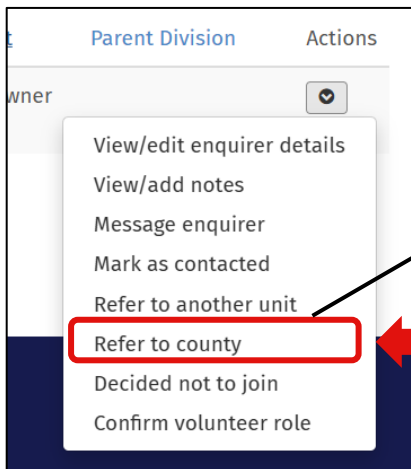 Parent Division Actions
wner
View/edit enquirer details
View/add notes
Message enquirer
Mark as contacted
Refer to another unit
Refer to county
Decided not to join
Confirm volunteer role